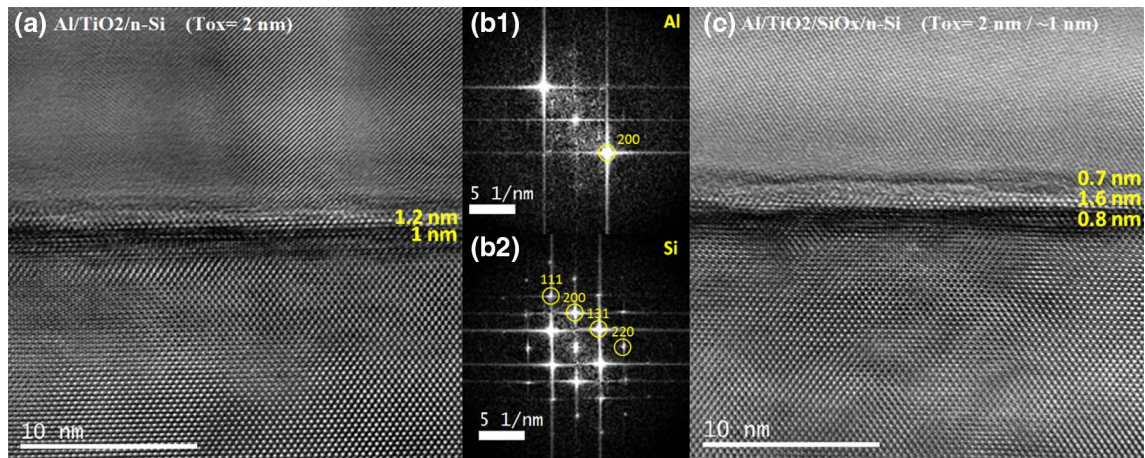 (a) Al/TiO2/n-Si (Tox= 2 nm)
1.2 nm
1 nm
10 nm
(b1) Al
200
5 1/nm
(b2) Si
111
200
131
220
5 1/nm
(c) Al/TiO2/SiOx/n-Si (Tox= 2 nm / ~1 nm)
0.7 nm
1.6 nm
0.8 nm
10 nm